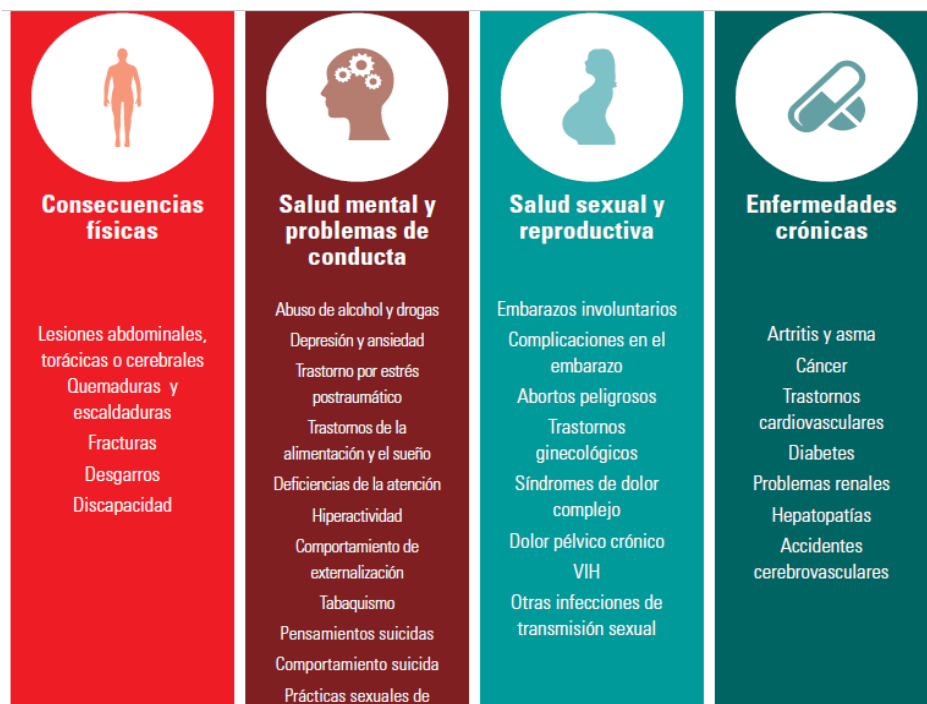 Consecuencias
físicas
Lesiones abdominales,
torácicas o cerebrales
Quemaduras y
escaldaduras
Fracturas
Desgarros
Discapacidad
Salud mental y
problemas de
conducta
Abuso de alcohol y drogas
Depresión y ansiedad
Trastorno por estrés
postraumático
Trastornos de la
alimentación y el sueño
Deficiencias de la atención
Hiperactividad
Comportamiento de
externalización
Tabaquismo
Pensamientos suicidas
Comportamiento suicida
Prácticas sexuales de
Salud sexual y
reproductiva
Embarazos involuntarios
Complicaciones en el
embarazo
Abortos peligrosos
Trastornos
ginecológicos
Síndromes de dolor
complejo
Dolor pélvico crónico
VIH
Otras infecciones de
transmisión sexual
Enfermedades
crónicas
Artritis y asma
Cáncer
Trastornos
cardiovasculares
Diabetes
Problemas renales
Hepatopatías
Accidentes
cerebrovasculares